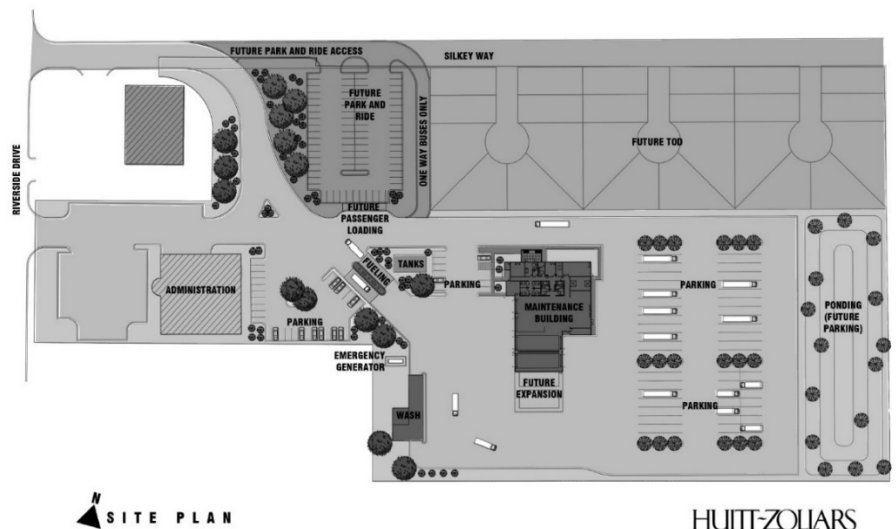 FUTURE PARK AND RIDE ACCESS
SILKEY WAY
FUTURE
PARK AND
RIDE
ONE WAY BUSES ONLY
FUTURE TOD
RIVERSIDE DRIVE
FUTURE
PASSENGER
LOADING
FUELING
TANKS
ADMINISTRATION
PARKING
PARKING
MAINTENANCE
BUILDING
PARKING
PONDING
(FUTURE
PARKING)
PARKING
EMERGENCY
GENERATOR
FUTURE
EXPANSION
WASH
PARKING
N
SITE PLAN
HUITT-ZOLLARS